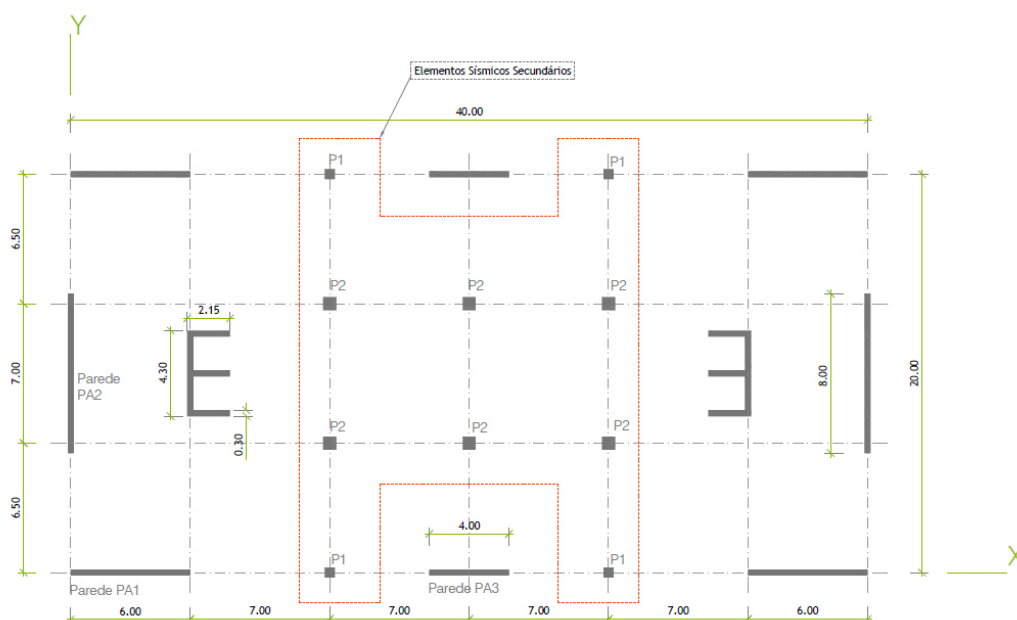 Y
Elementos Sísmicos Secundários
40.00
P1
P1
6.50
P2
P2
P2
2.15
Parede
PA2
7.00
4.30
8.00
20.00
0.30
P2
P2
P2
6.50
4.00
P1
P1
X
Parede PA1
Parede PA3
6.00
7.00
7.00
7.00
7.00
6.00